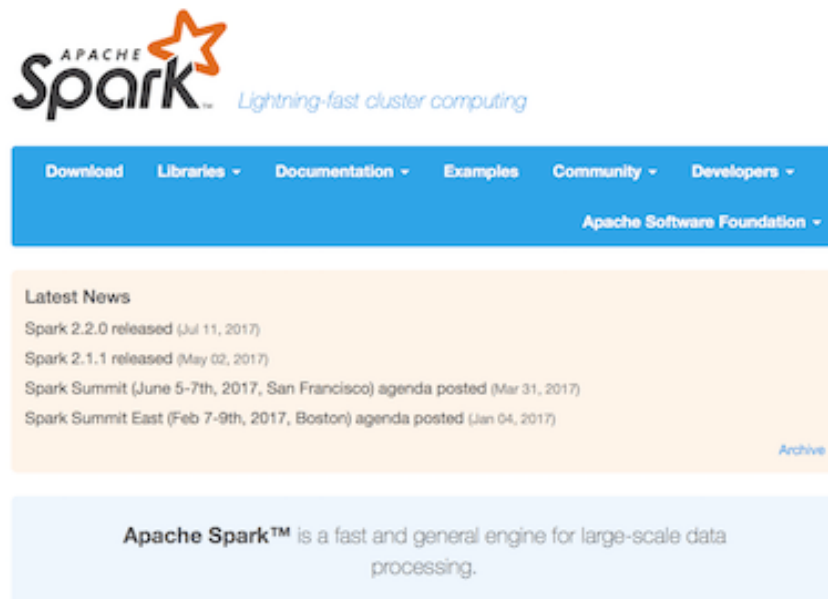 APACHE
Spark™ Lightning-fast cluster computing
Download Libraries Documentation Examples Community Developers
Apache Software Foundation
Latest News
Spark 2.2.0 released (Jul 11, 2017)
Spark 2.1.1 released (May 02, 2017)
Spark Summit (June 5-7th, 2017, San Francisco) agenda posted (Mar 31, 2017)
Spark Summit East (Feb 7-9th, 2017, Boston) agenda posted (Jan 04, 2017)
Archive
Apache Spark™ is a fast and general engine for large-scale data
processing.